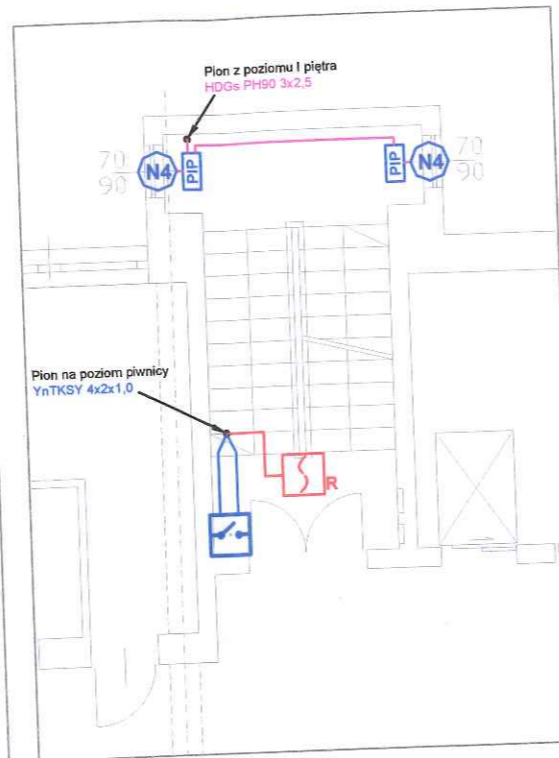 Pion z poziomu I piętra
HDGs PH90 3x2,5
70
90
N4
PIP
PIP
N4
70
90
Pion na poziom piwnicy
YnTKSY 4x2x1,0
R